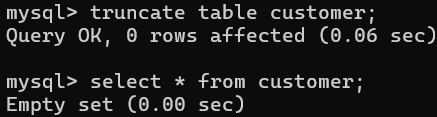 mysql> truncate table customer;
Query OK, 0 rows affected (0.06 sec)
mysql> select * from customer;
Empty set (0.00 sec)